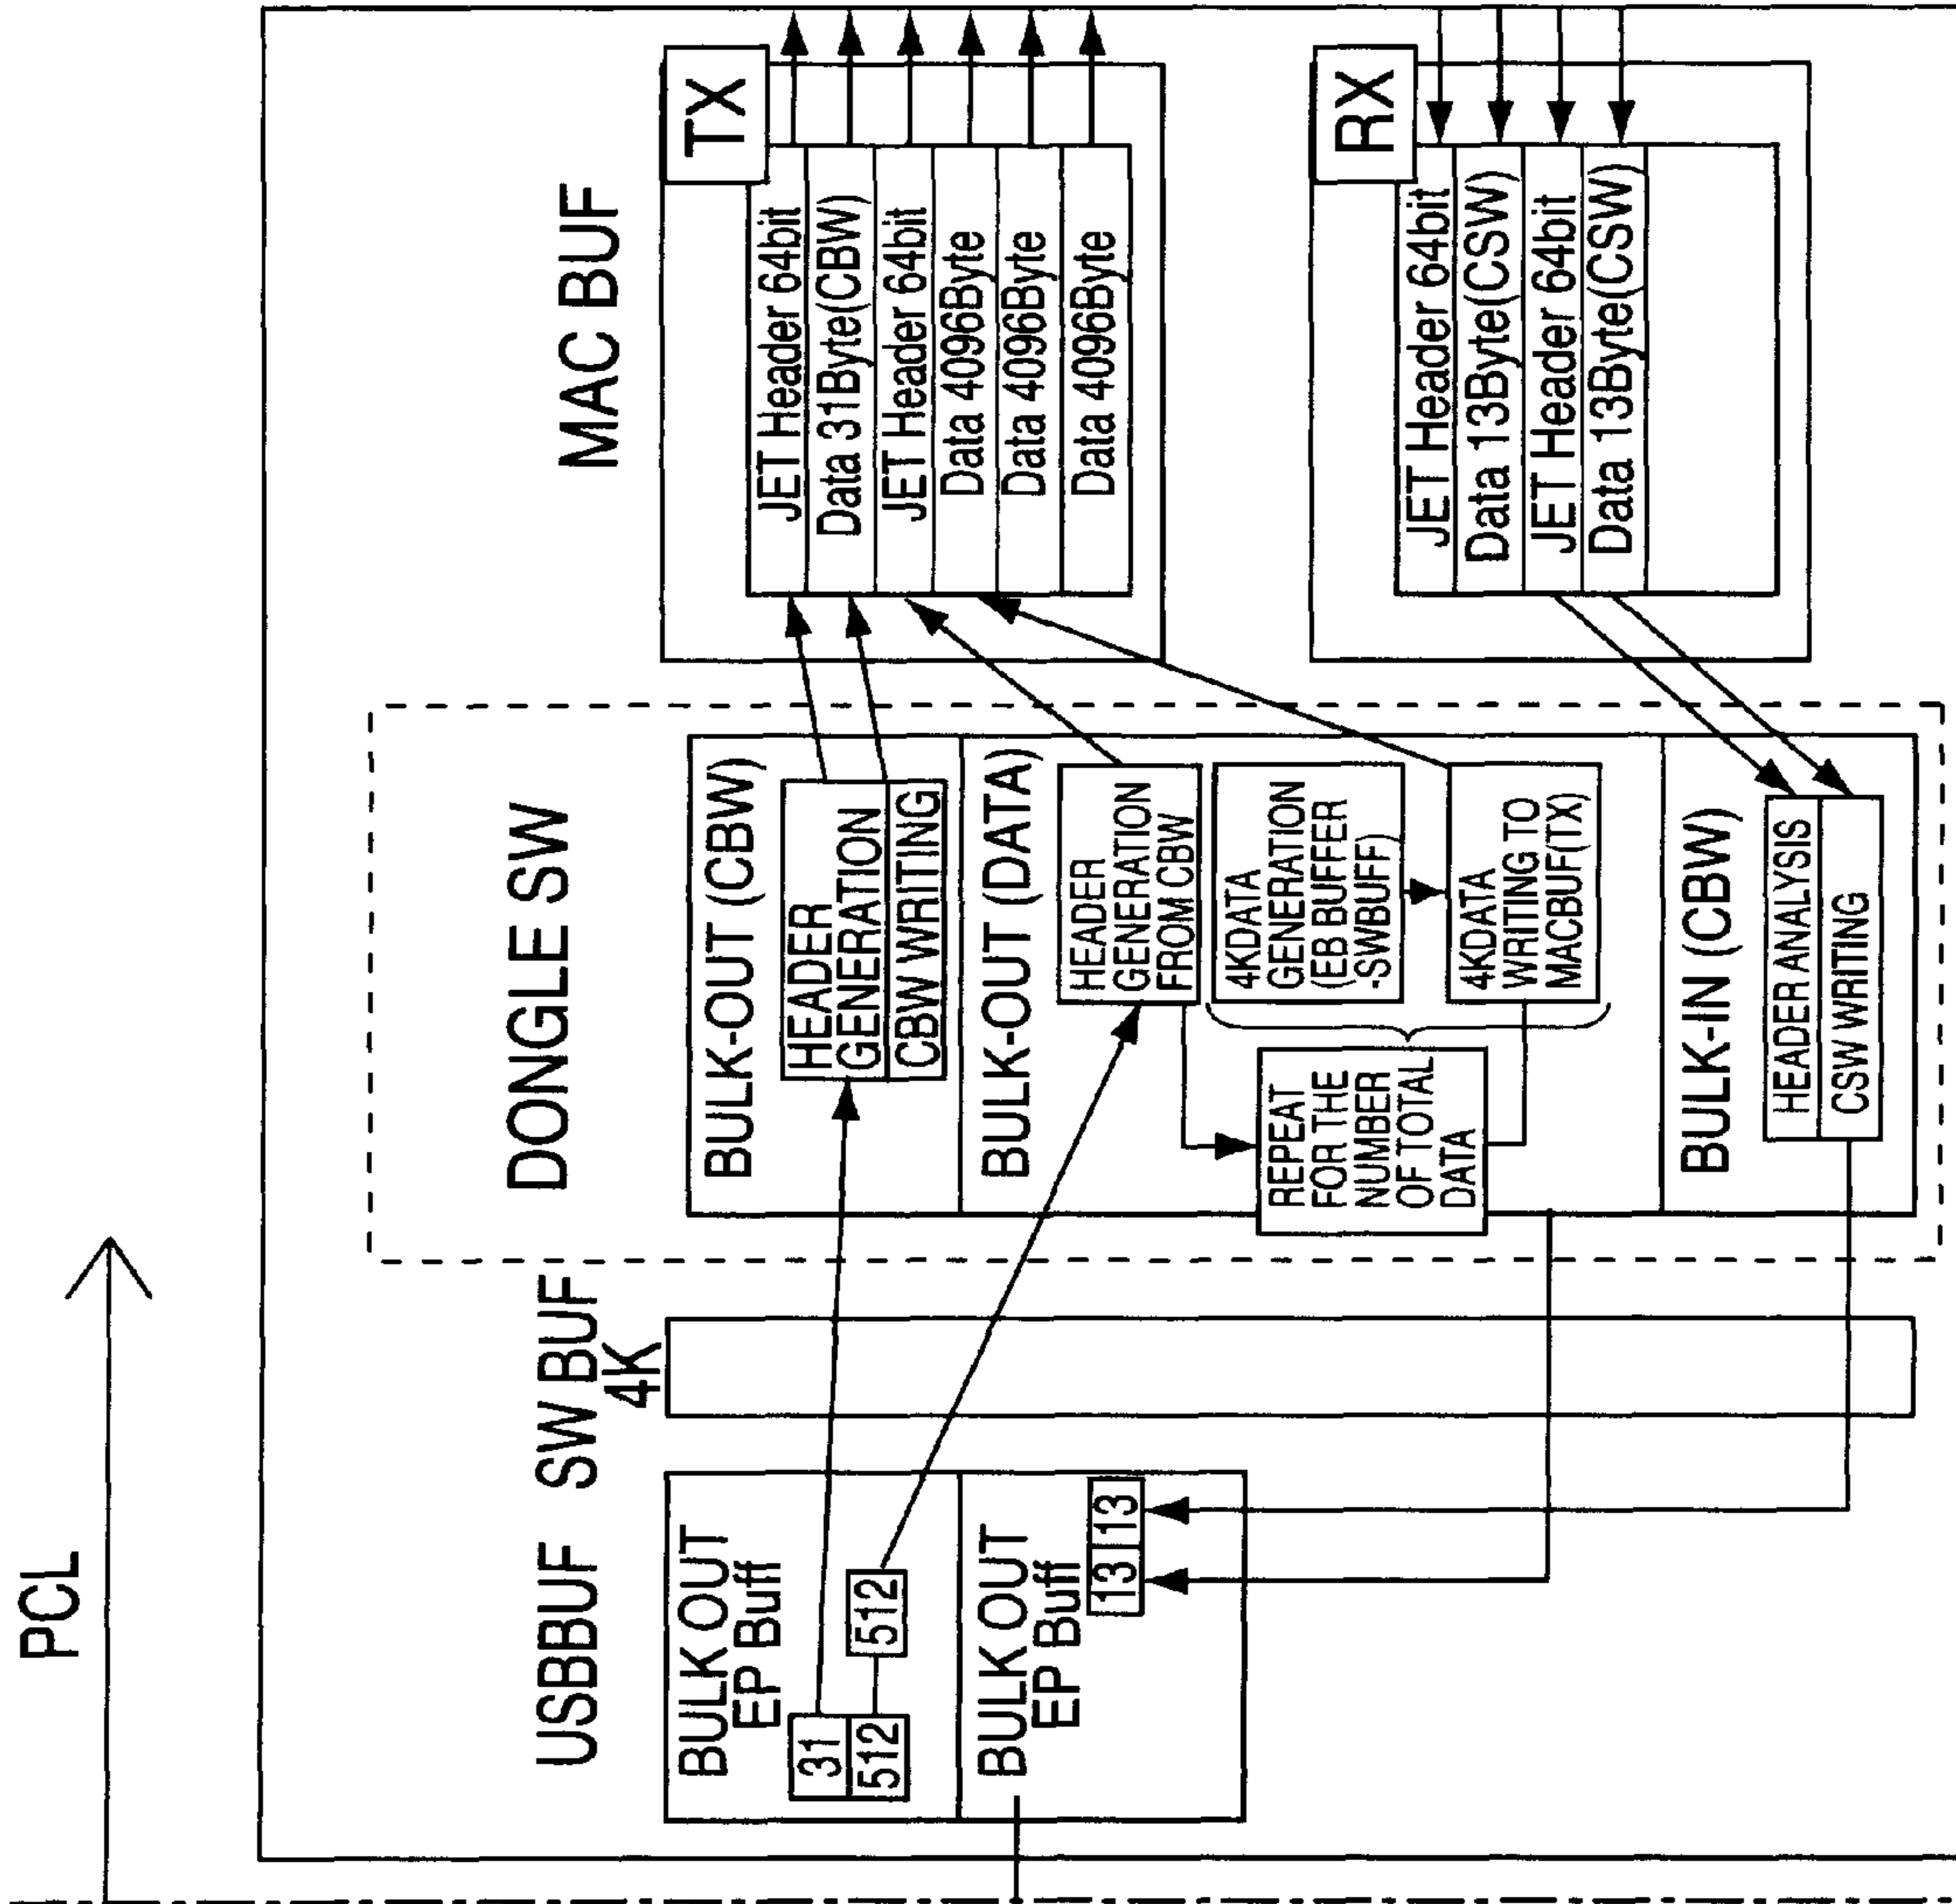 PCL
USBBUF
SW BUF
4K
DONGLE SW
MAC BUF
BULK OUT
EP Buff
31
512
512
BULK OUT
EP Buff
13
13
BULK-OUT (CBW)
HEADER
GENERATION
CBW WRITING
BULK-OUT (DATA)
HEADER
GENERATION
FROM CBW
REPEAT
FOR THE
NUMBER
OF TOTAL
DATA
4KDATA
GENERATION
(EB BUFFER
-SWBUFF)
4KDATA
WRITING TO
MACBUF(TX)
BULK-IN (CBW)
HEADER ANALYSIS
CSW WRITING
TX
JET Header 64bit
Data 31Byte(CBW)
JET Header 64bit
Data 4096Byte
Data 4096Byte
Data 4096Byte
RX
JET Header 64bit
Data 13Byte(CSW)
JET Header 64bit
Data 13Byte(CSW)